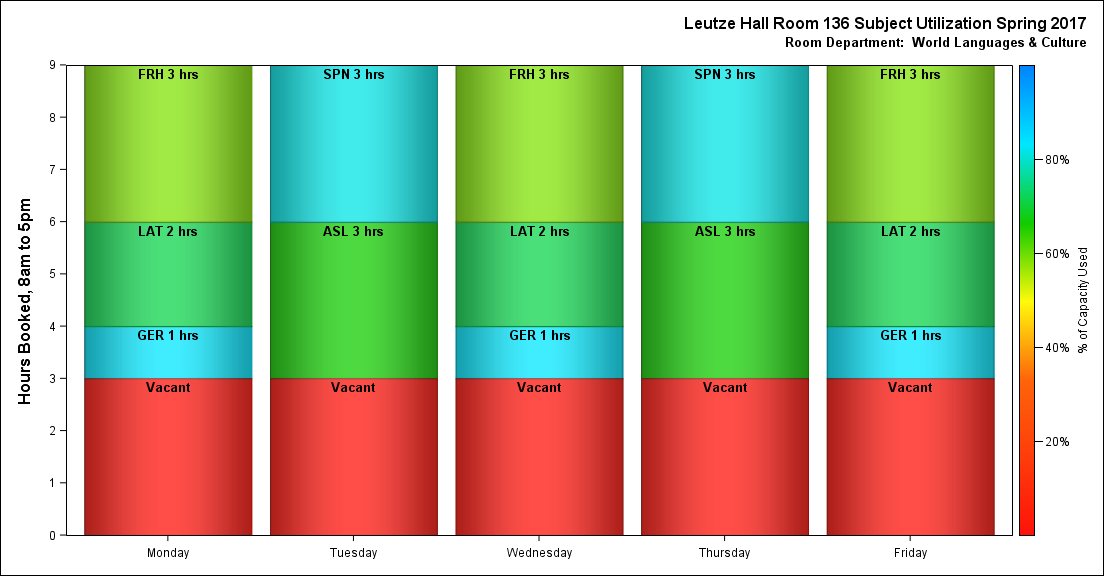 Leutze Hall Room 136 Subject Utilization Spring 2017
Room Department: World Languages & Culture
Hours Booked, 8am to 5pm
9
8
7
6
5
4
3
2
1
0
FRH 3 hrs
SPN 3 hrs
FRH 3 hrs
SPN 3 hrs
FRH 3 hrs
LAT 2 hrs
ASL 3 hrs
LAT 2 hrs
ASL 3 hrs
LAT 2 hrs
GER 1 hrs
GER 1 hrs
GER 1 hrs
Vacant
Vacant
Vacant
Vacant
Vacant
Monday
Tuesday
Wednesday
Thursday
Friday
80%
60%
40%
20%
% of Capacity Used